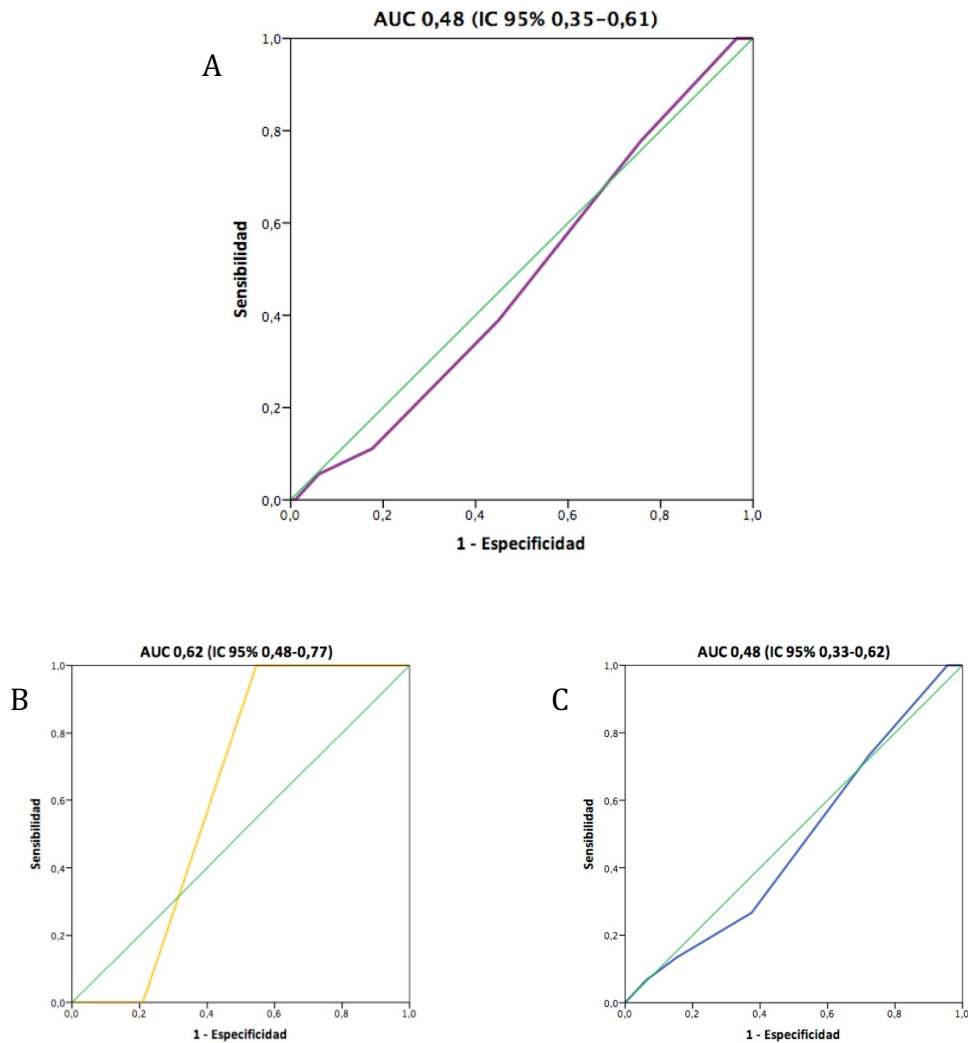 AUC 0,48 (IC 95% 0,35–0,61)
A
1,0
0,8
0,6
0,4
0,2
0,0
Sensibilidad
0,0 0,2 0,4 0,6 0,8 1,0
1 - Especificidad
AUC 0,62 (IC 95% 0,48-0,77)
B
1,0
0,8
0,6
0,4
0,2
0,0
Sensibilidad
0,0 0,2 0,4 0,6 0,8 1,0
1 - Especificidad
AUC 0,48 (IC 95% 0,33-0,62)
C
1,0
0,8
0,6
0,4
0,2
0,0
Sensibilidad
0,0 0,2 0,4 0,6 0,8 1,0
1 - Especificidad